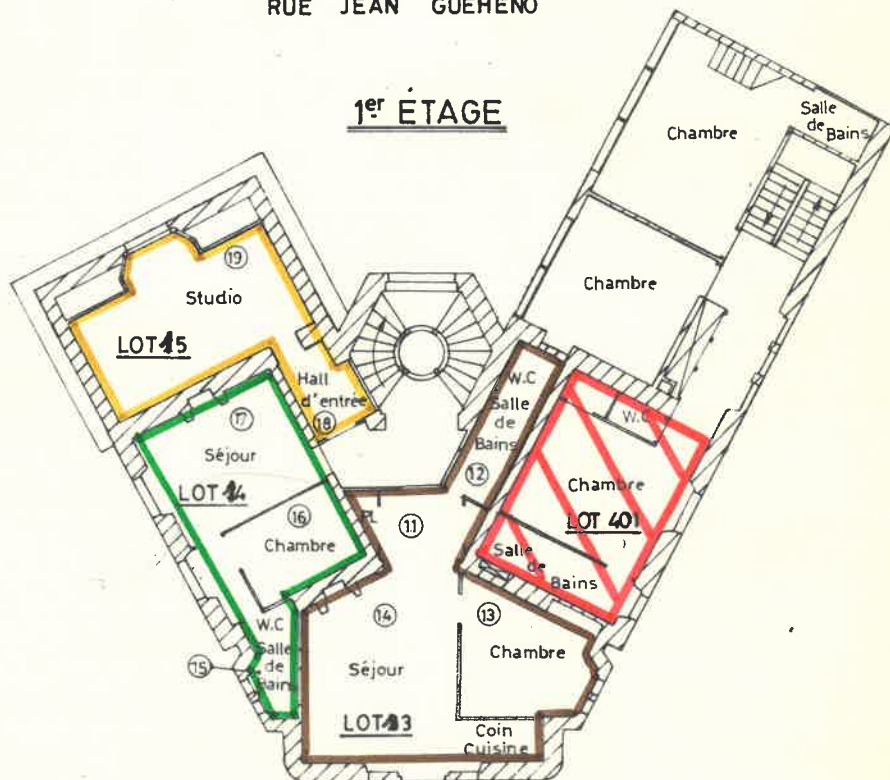 RUE JEAN GUEHENO
1er ÉTAGE
Chambre
Salle
de
Bains
Chambre
19
Studio
LOT 15
Hall
d'entrée
18
17
Séjour
LOT 14
16
Chambre
W.C
Salle
de
Bains
15
W.C
Salle
de
Bains
12
11
PL
W.C
Chambre
LOT 401
Salle
de
Bains
14
Séjour
LOT 13
13
Chambre
Coin
Cuisine